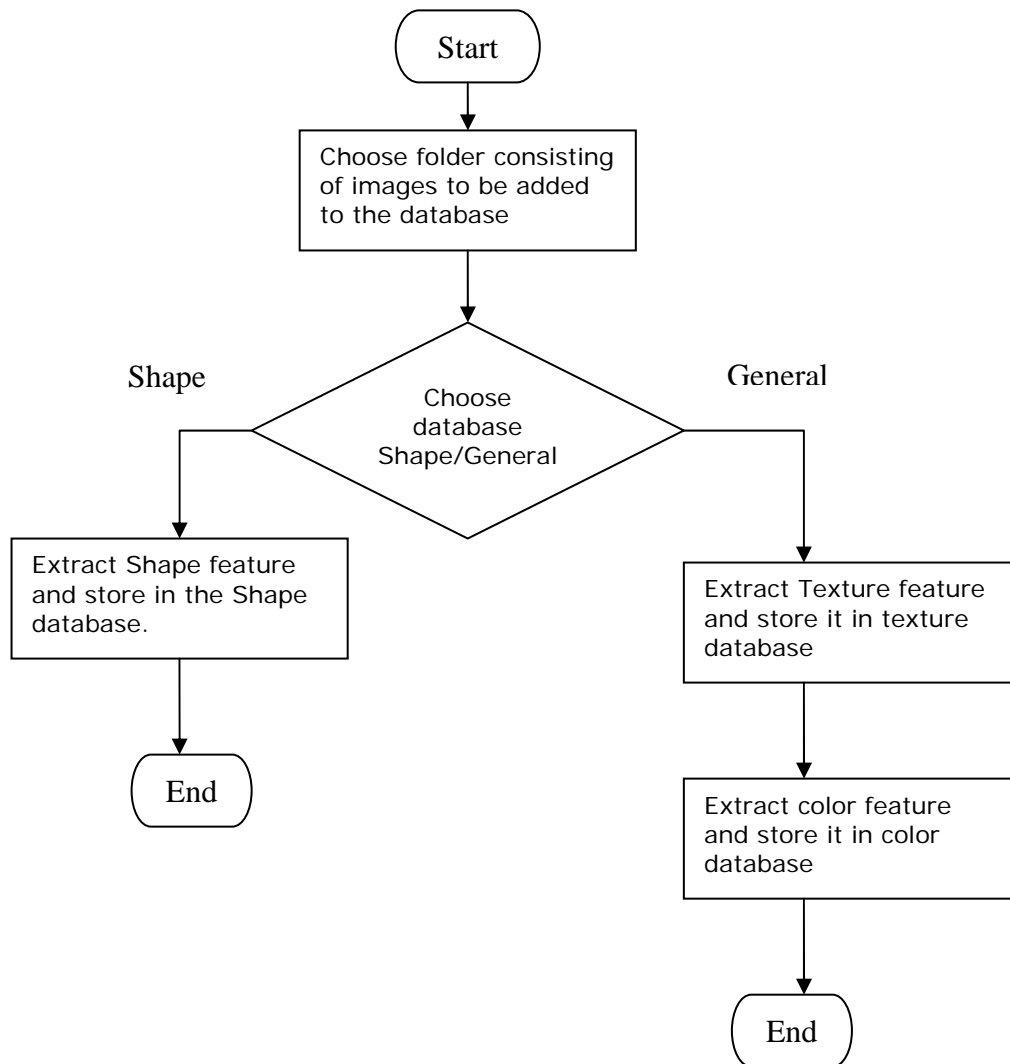 Start
Choose folder consisting
of images to be added
to the database
Shape
General
Choose
database
Shape/General
Extract Shape feature
and store in the Shape
database.
End
Extract Texture feature
and store it in texture
database
Extract color feature
and store it in color
database
End